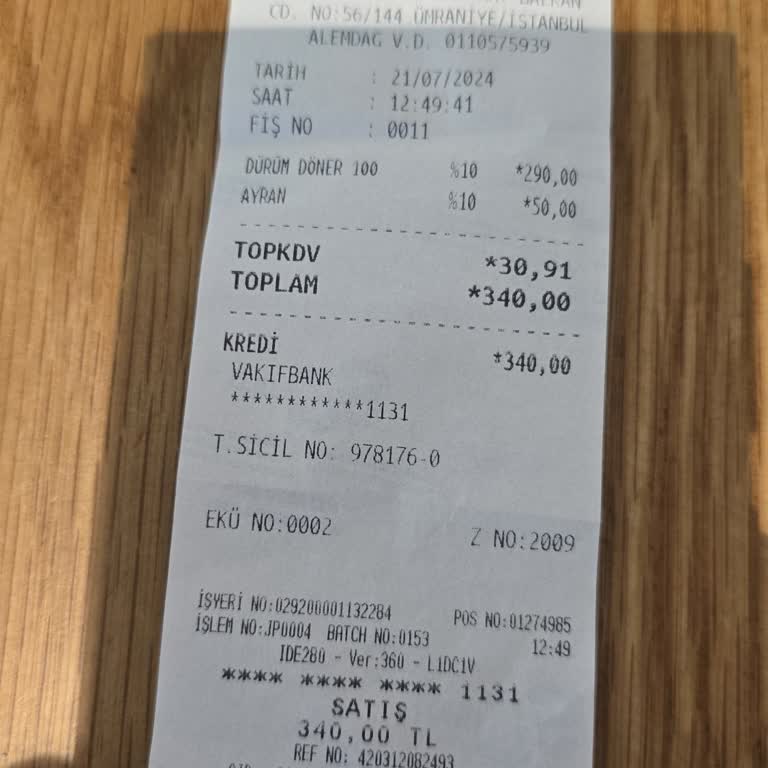 BALKAN
CD. NO:56/144 ÜMRANİYE/İSTANBUL
ALEMDAĞ V.D. 0110575939
TARİH : 21/07/2024
SAAT : 12:49:41
FİŞ NO : 0011
DÜRÜM DÖNER 100 %10 *290,00
AYRAN %10 *50,00
TOPKDV *30,91
TOPLAM *340,00
KREDİ *340,00
VAKIFBANK
************1131
T.SİCİL NO: 978176-0
EKÜ NO:0002 Z NO:2009
İŞYERİ NO:029200001132284 POS NO:01274985
İŞLEM NO:JP0004 BATCH NO:0153 12:49
IDE280 - Ver:360 - L1DC1V
**** **** **** 1131
SATIŞ
340,00 TL
REF NO: 420312082493